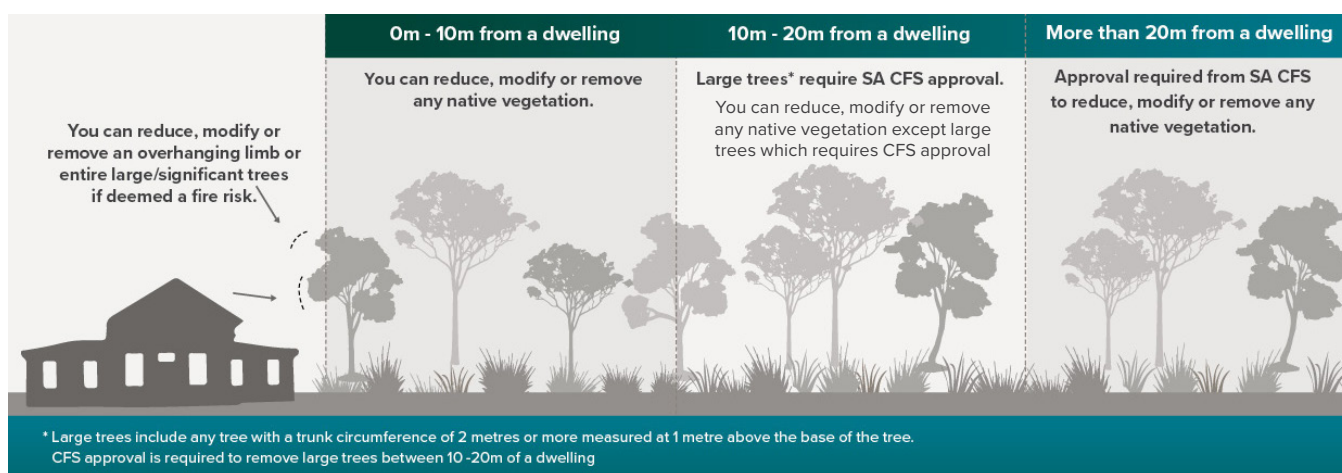 0m - 10m from a dwelling
10m - 20m from a dwelling
More than 20m from a dwelling
You can reduce, modify or
remove an overhanging limb or
entire large/significant trees
if deemed a fire risk.
You can reduce, modify or remove
any native vegetation.
Large trees* require SA CFS approval.
You can reduce, modify or remove
any native vegetation except large
trees which requires CFS approval
Approval required from SA CFS
to reduce, modify or remove any
native vegetation.
* Large trees include any tree with a trunk circumference of 2 metres or more measured at 1 metre above the base of the tree.
CFS approval is required to remove large trees between 10 -20m of a dwelling